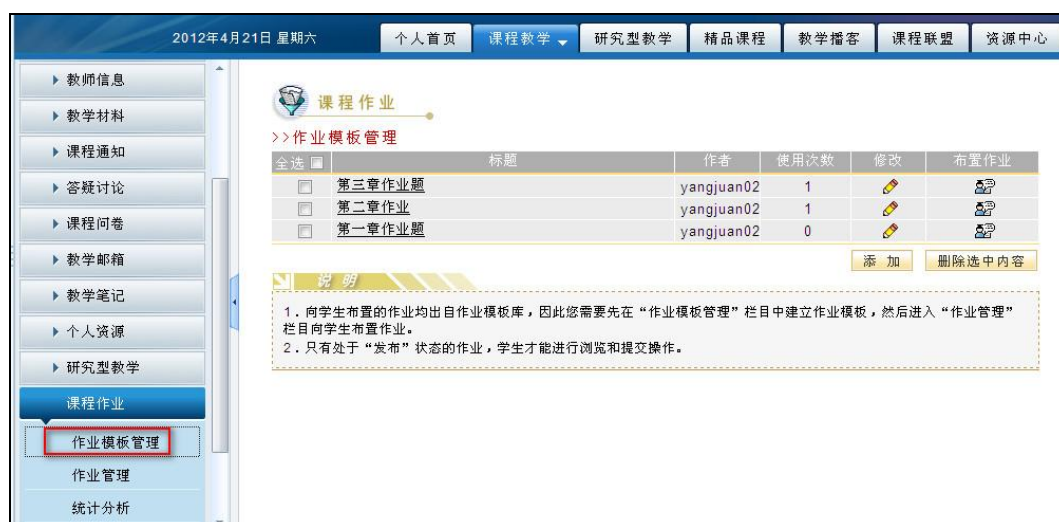 2012年4月21日 星期六
个人首页 课程教学 研究型教学 精品课程 教学播客 课程联盟 资源中心
教师信息
教学材料
课程通知
答疑讨论
课程问卷
教学邮箱
教学笔记
个人资源
研究型教学
课程作业
作业模板管理
作业管理
统计分析
课程作业
>>作业模板管理
全选 标题 作者 使用次数 修改 布置作业
第三章作业题 yangjuan02 1
第二章作业 yangjuan02 1
第一章作业题 yangjuan02 0
添 加 删除选中内容
说 明
1．向学生布置的作业均出自作业模板库，因此您需要先在“作业模板管理”栏目中建立作业模板，然后进入“作业管理”
栏目向学生布置作业。
2．只有处于“发布”状态的作业，学生才能进行浏览和提交操作。